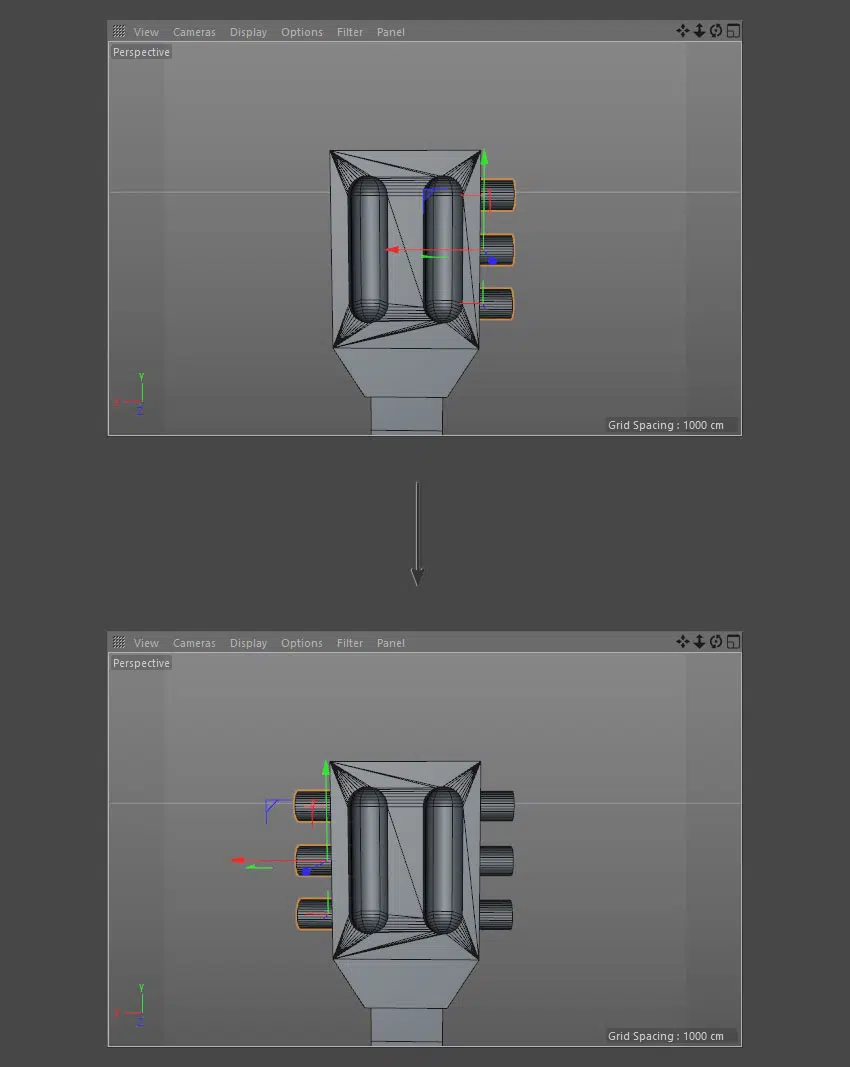 View Cameras Display Options Filter Panel
Perspective
Y
X
Z
Grid Spacing : 1000 cm
View Cameras Display Options Filter Panel
Perspective
Y
X
Z
Grid Spacing : 1000 cm